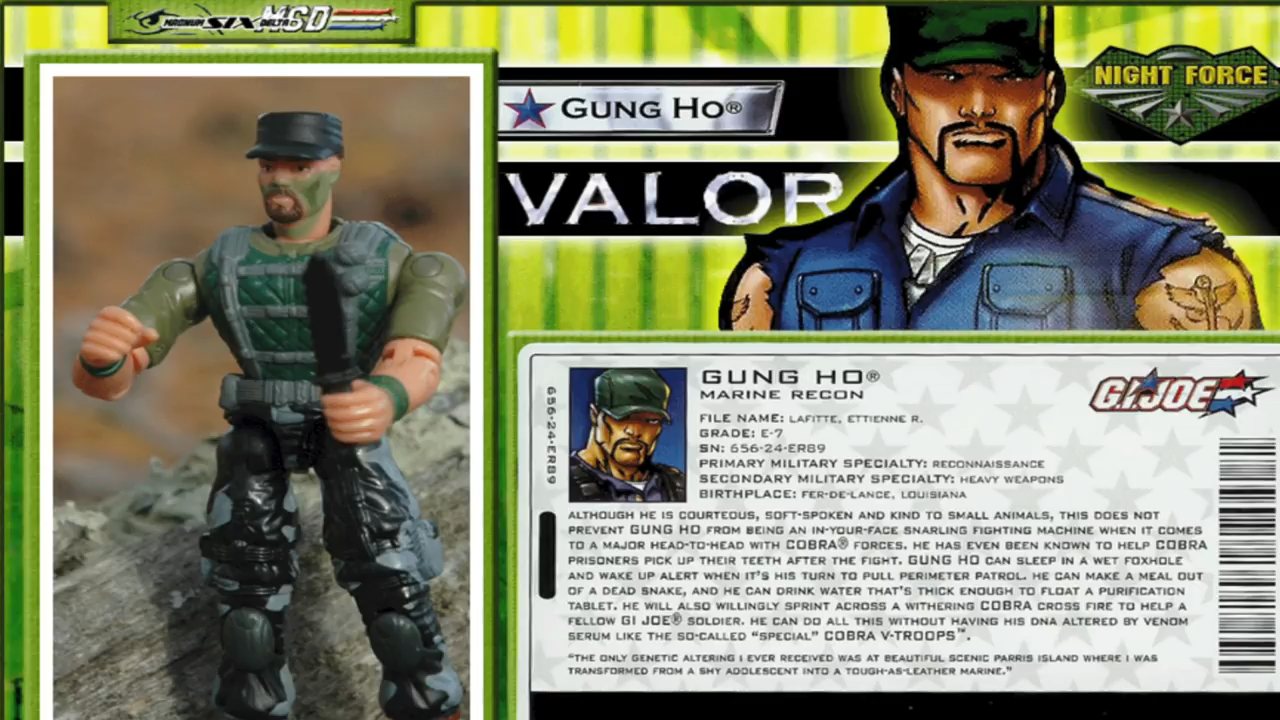 MAGNUM SIX DELTA MSD
NIGHT FORCE
GUNG HO®
VALOR
GUNG HO®
MARINE RECON
G.I. JOE
FILE NAME: LAFITTE, ETTIENNE R.
GRADE: E-7
SN: 656-24-ER89
PRIMARY MILITARY SPECIALTY: RECONNAISSANCE
SECONDARY MILITARY SPECIALTY: HEAVY WEAPONS
BIRTHPLACE: FER-DE-LANCE, LOUISIANA
656-24-ER89
ALTHOUGH HE IS COURTEOUS, SOFT-SPOKEN AND KIND TO SMALL ANIMALS, THIS DOES NOT
PREVENT GUNG HO FROM BEING AN IN-YOUR-FACE SNARLING FIGHTING MACHINE WHEN IT COMES
TO A MAJOR HEAD-TO-HEAD WITH COBRA® FORCES. HE HAS EVEN BEEN KNOWN TO HELP COBRA
PRISONERS PICK UP THEIR TEETH AFTER THE FIGHT. GUNG HO CAN SLEEP IN A WET FOXHOLE
AND WAKE UP ALERT WHEN IT'S HIS TURN TO PULL PERIMETER PATROL. HE CAN MAKE A MEAL OUT
OF A DEAD SNAKE, AND HE CAN DRINK WATER THAT'S THICK ENOUGH TO FLOAT A PURIFICATION
TABLET. HE WILL ALSO WILLINGLY SPRINT ACROSS A WITHERING COBRA CROSS FIRE TO HELP A
FELLOW GI JOE® SOLDIER. HE CAN DO ALL THIS WITHOUT HAVING HIS DNA ALTERED BY VENOM
SERUM LIKE THE SO-CALLED "SPECIAL" COBRA V-TROOPS™.
"THE ONLY GENETIC ALTERING I EVER RECEIVED WAS AT BEAUTIFUL SCENIC PARRIS ISLAND WHERE I WAS
TRANSFORMED FROM A SHY ADOLESCENT INTO A TOUGH-AS-LEATHER MARINE."